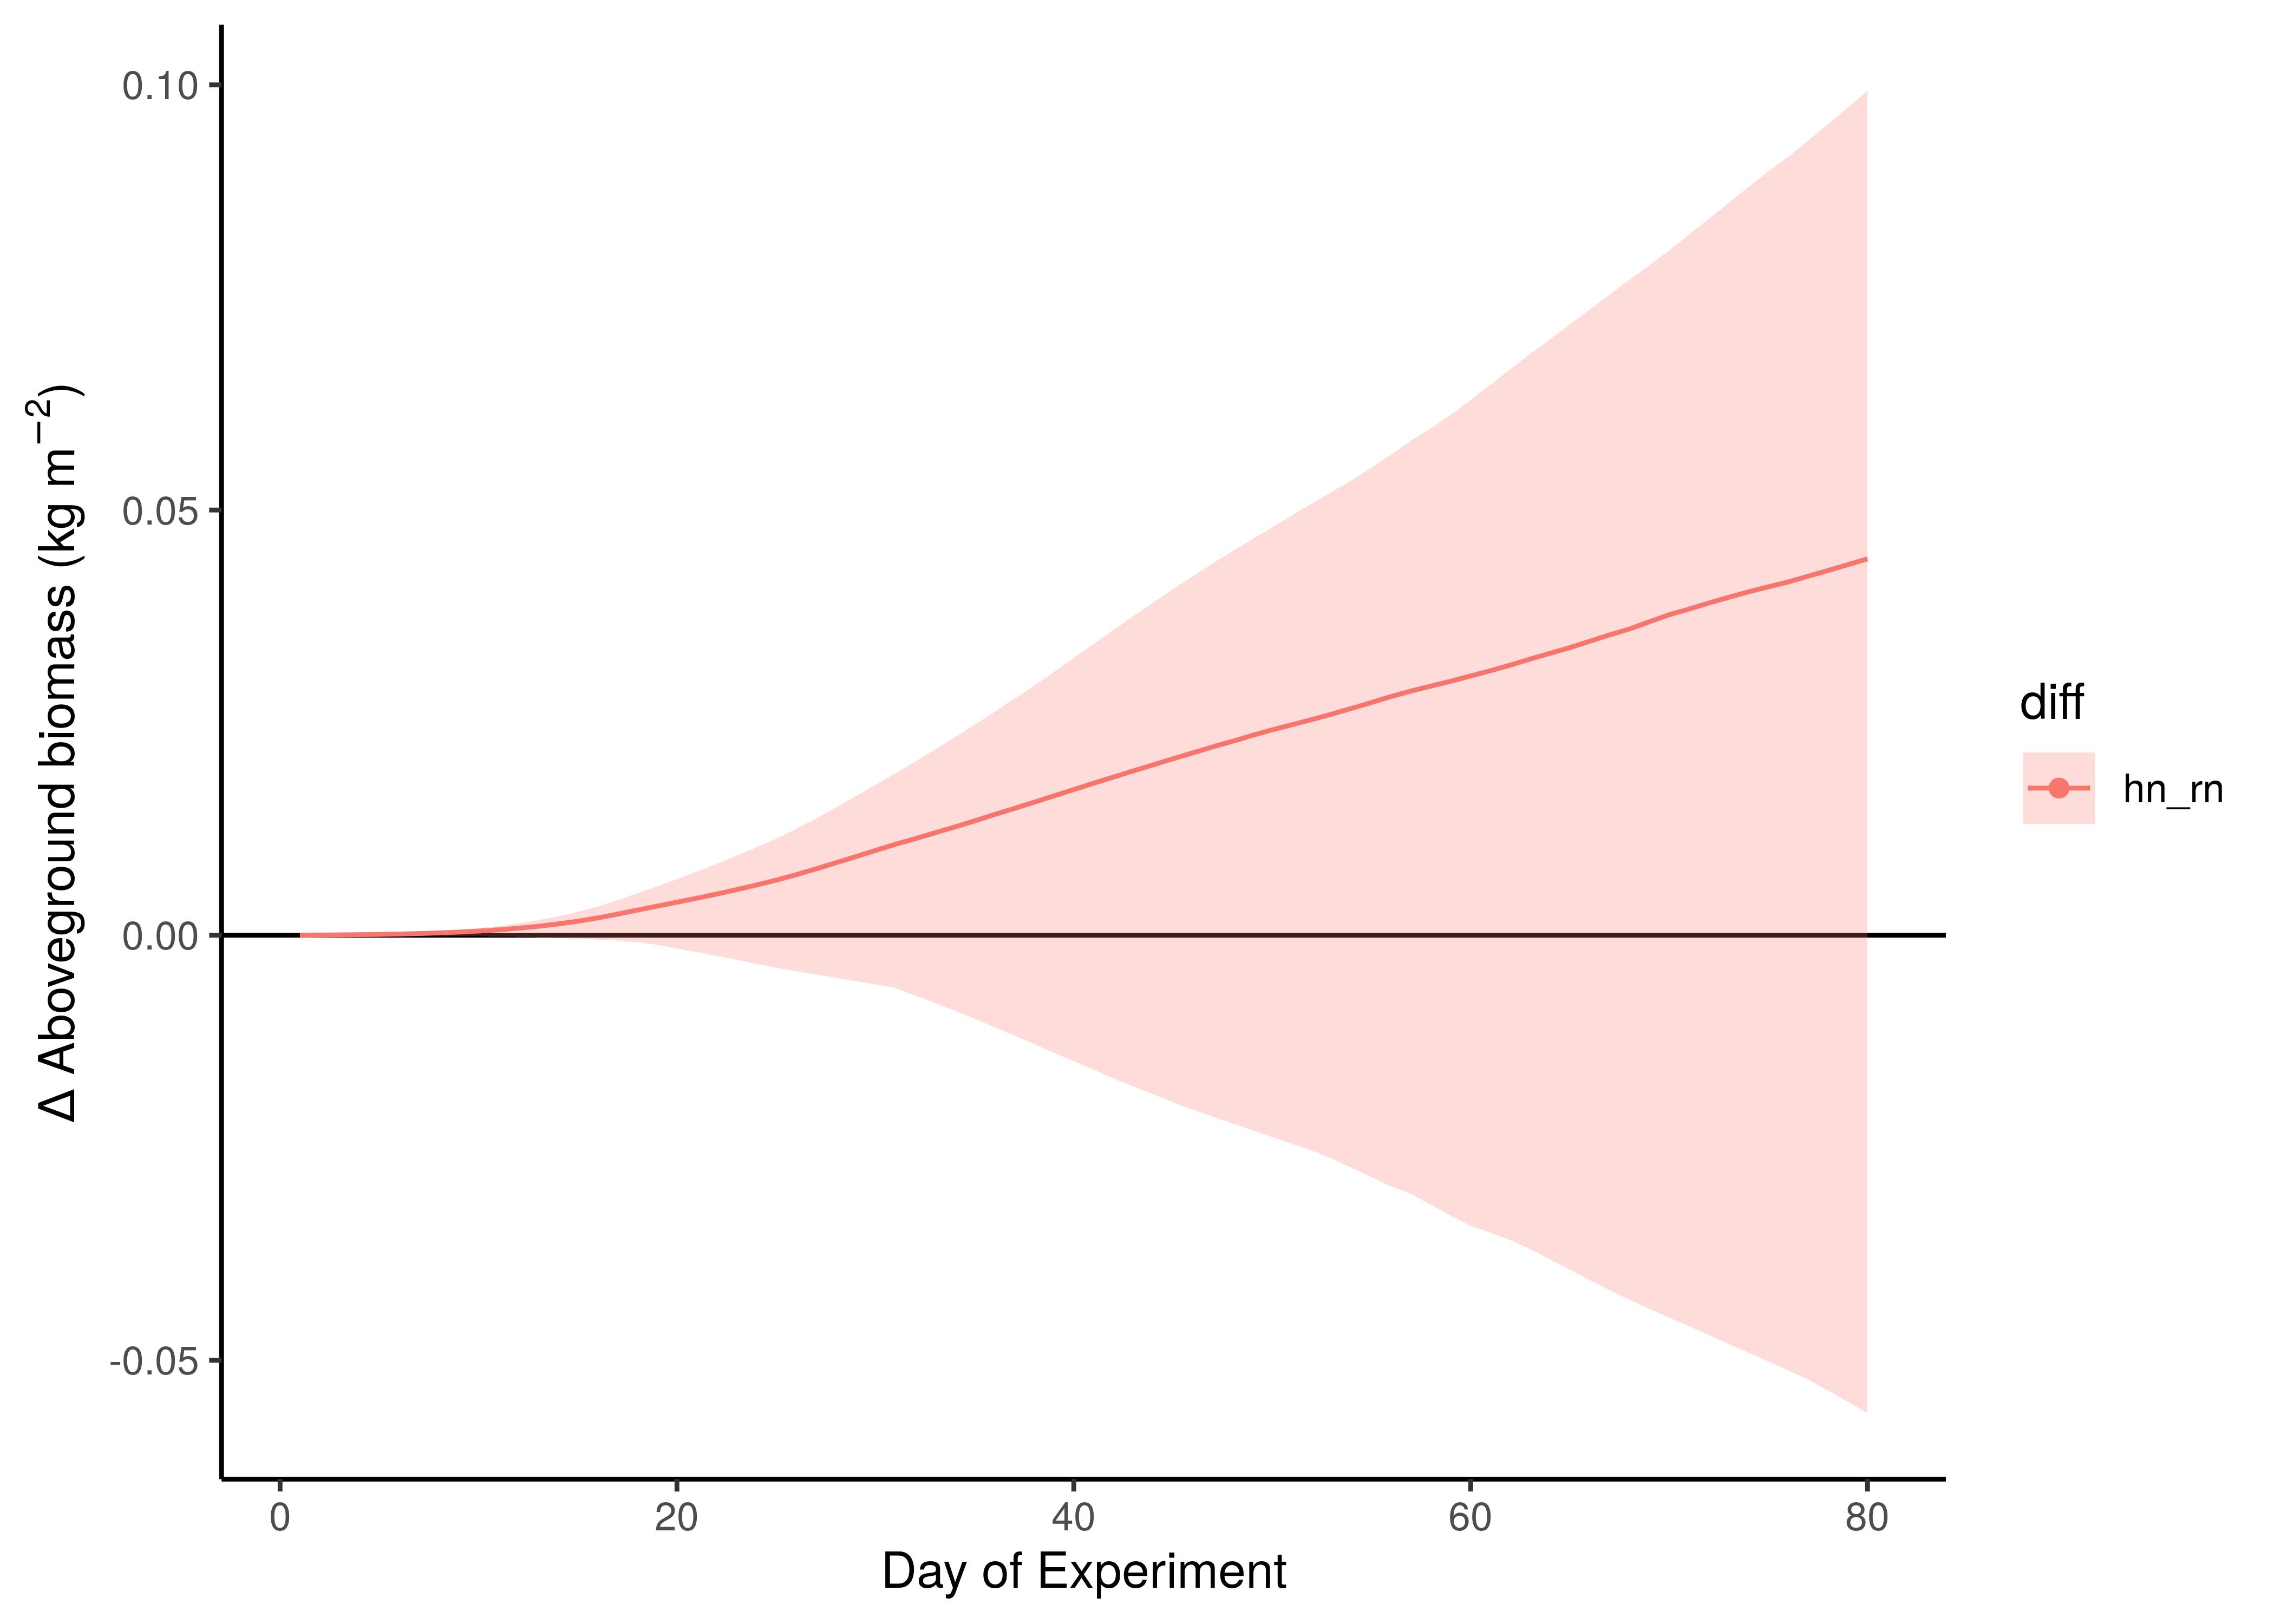 0.10
0.05
0.00
-0.05
Δ Aboveground biomass (kg m⁻²)
0 20 40 60 80
Day of Experiment
diff
hn_rn